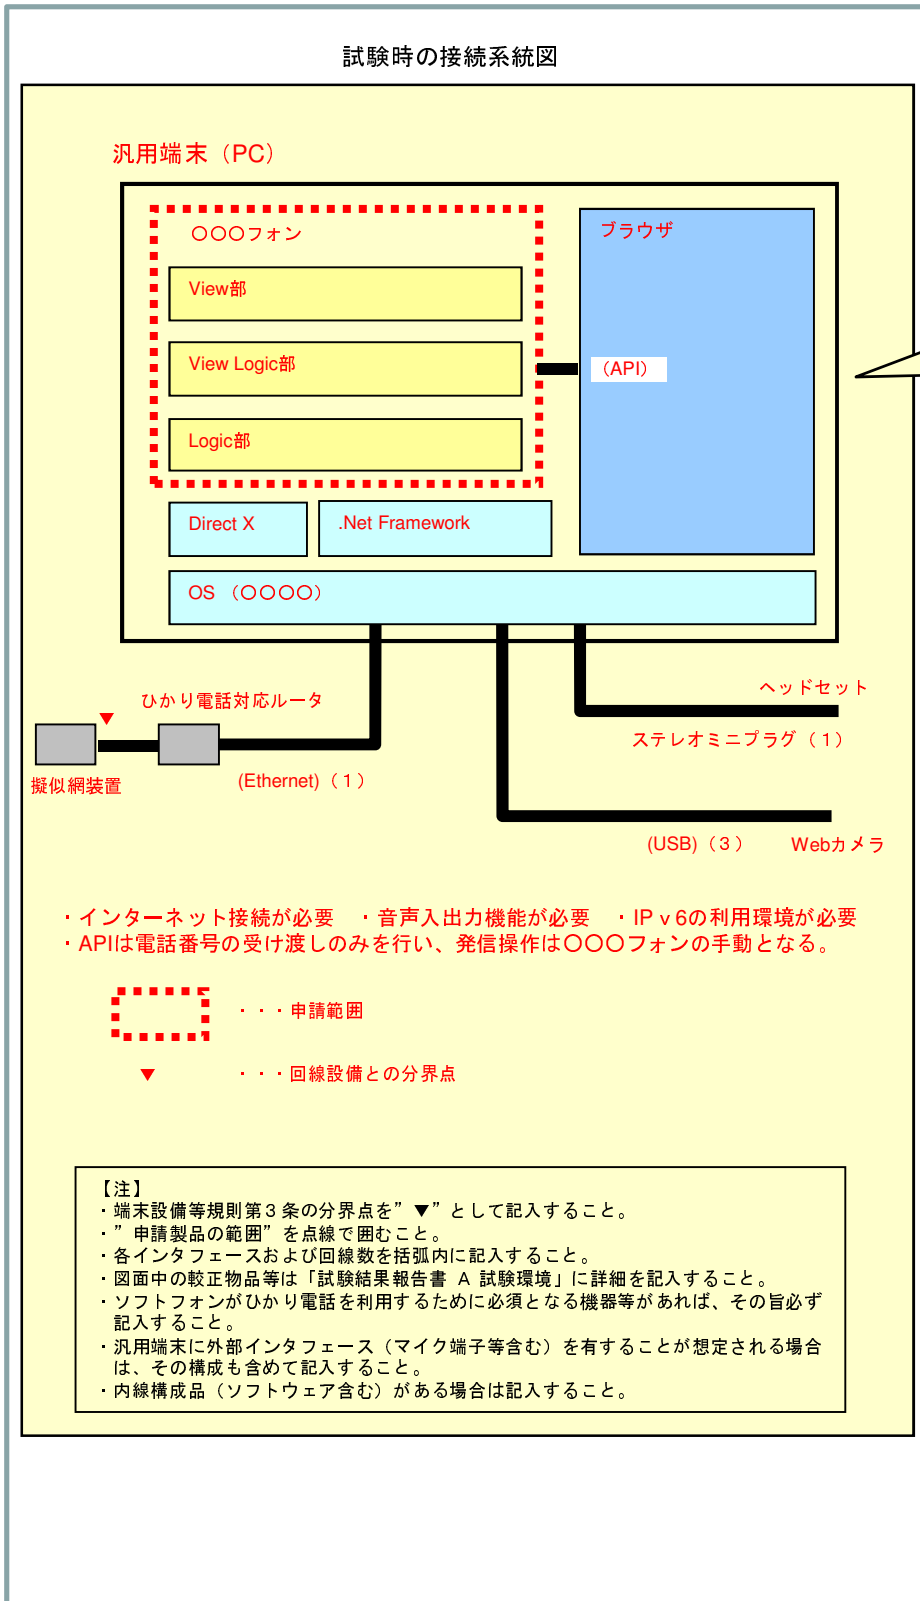 試験時の接続系統図
汎用端末（PC）
〇〇〇フォン
ブラウザ
View部
View Logic部
（API）
Logic部
Direct X
.Net Framework
OS （〇〇〇〇）
ひかり電話対応ルータ
▼
ヘッドセット
ステレオミニプラグ（１）
擬似網装置
(Ethernet)（１）
(USB)（３）
Webカメラ
・インターネット接続が必要　・音声入出力機能が必要　・IPｖ6の利用環境が必要
・APIは電話番号の受け渡しのみを行い、発信操作は〇〇〇フォンの手動となる。
・・・申請範囲
▼　・・・回線設備との分界点
【注】
・端末設備等規則第３条の分界点を”▼”として記入すること。
・”申請製品の範囲”を点線で囲むこと。
・各インタフェースおよび回線数を括弧内に記入すること。
・図面中の較正物品等は「試験結果報告書 A 試験環境」に詳細を記入すること。
・ソフトフォンがひかり電話を利用するために必須となる機器等があれば、その旨必ず
記入すること。
・汎用端末に外部インタフェース（マイク端子等含む）を有することが想定される場合
は、その構成も含めて記入すること。
・内線構成品（ソフトウェア含む）がある場合は記入すること。